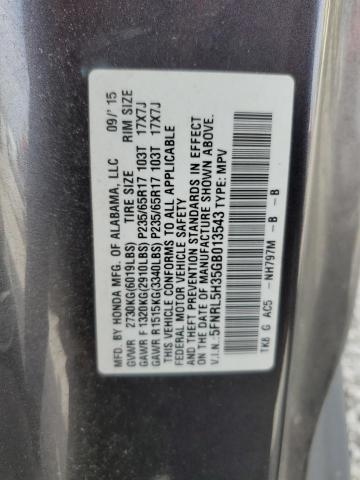 MFD. BY HONDA MFG. OF ALABAMA, LLC 09/'15
GVWR 2730KG(6019LBS) TIRE SIZE RIM SIZE
GAWR F 1320KG(2910LBS) P235/65R17 103T 17X7J
GAWR R 1515KG(3340LBS) P235/65R17 103T 17X7J
THIS VEHICLE CONFORMS TO ALL APPLICABLE
FEDERAL MOTOR VEHICLE SAFETY
AND THEFT PREVENTION STANDARDS IN EFFECT
ON THE DATE OF MANUFACTURE SHOWN ABOVE.
V.I.N.: 5FNRL5H35GB013543 TYPE: MPV
TK8 G AC5 -NH797M - B - B